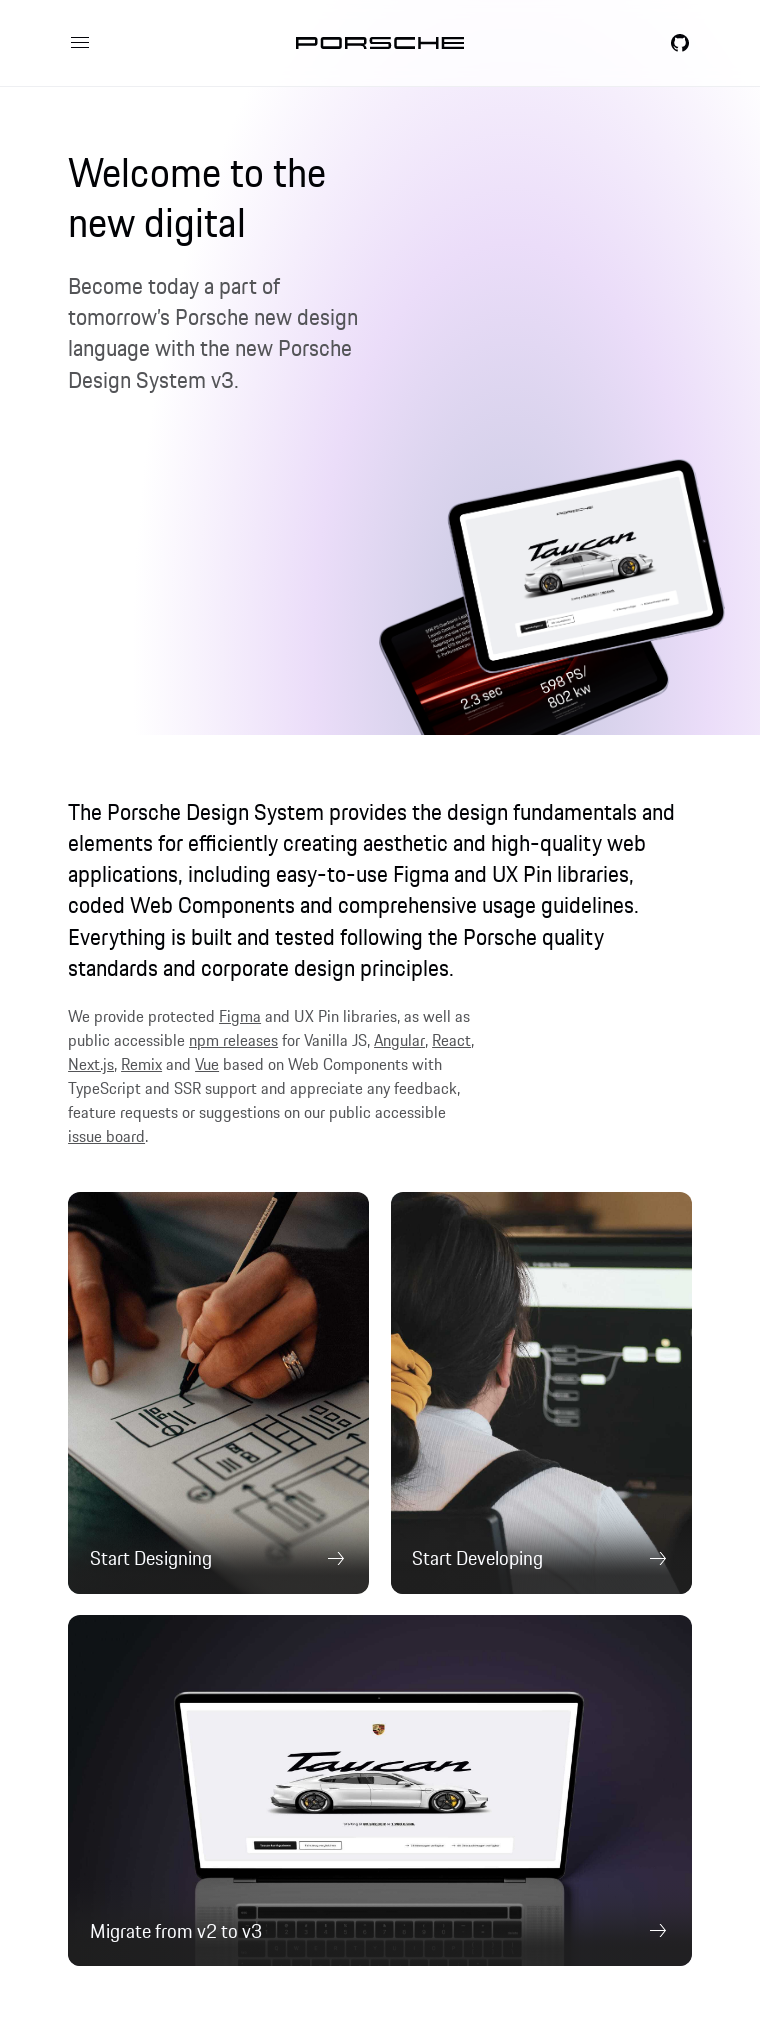 PORSCHE
Welcome to the
new digital
Become today a part of
tomorrow's Porsche new design
language with the new Porsche
Design System v3.
PORSCHE
Taycan
2.3 sec
598 PS/
802 kw
The Porsche Design System provides the design fundamentals and
elements for efficiently creating aesthetic and high-quality web
applications, including easy-to-use Figma and UX Pin libraries,
coded Web Components and comprehensive usage guidelines.
Everything is built and tested following the Porsche quality
standards and corporate design principles.
We provide protected Figma and UX Pin libraries, as well as
public accessible npm releases for Vanilla JS, Angular, React,
Next.js, Remix and Vue based on Web Components with
TypeScript and SSR support and appreciate any feedback,
feature requests or suggestions on our public accessible
issue board.
Start Designing
Start Developing
Taycan
Migrate from v2 to v3